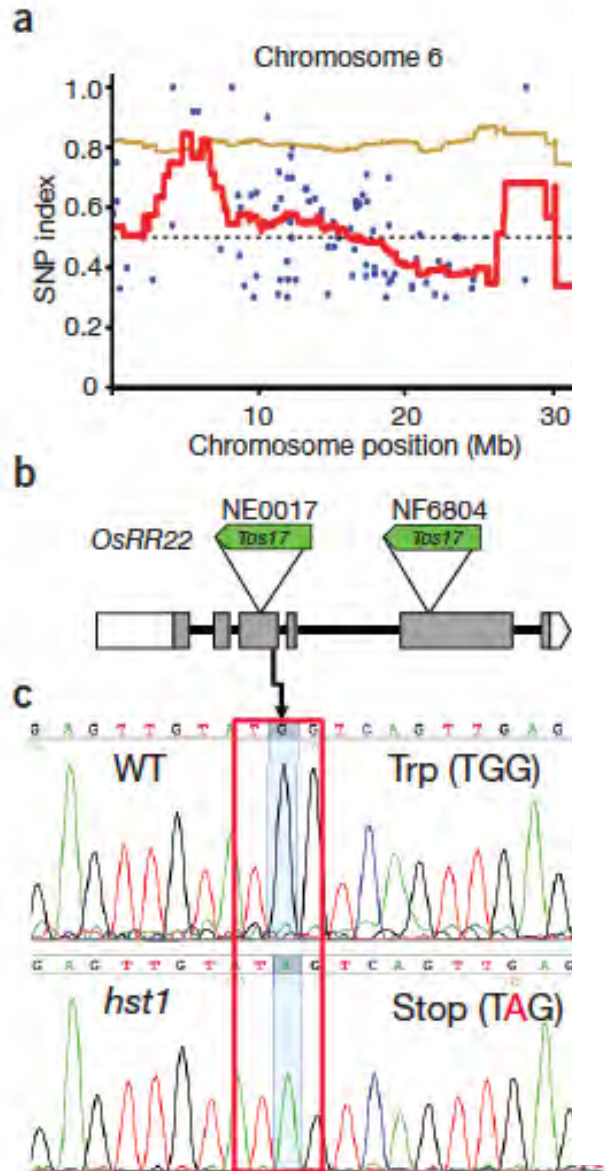 a
Chromosome 6
1.0
0.8
0.6
0.4
0.2
0
SNP index
10
20
30
Chromosome position (Mb)
b
NE0017
NF6804
OsRR22
Tos17
Tos17
c
G A G T T G T A T G G T C A G T T G A G
WT
Trp (TGG)
G A G T T G T A T A G T C A G T T G A G
hst1
Stop (TAG)